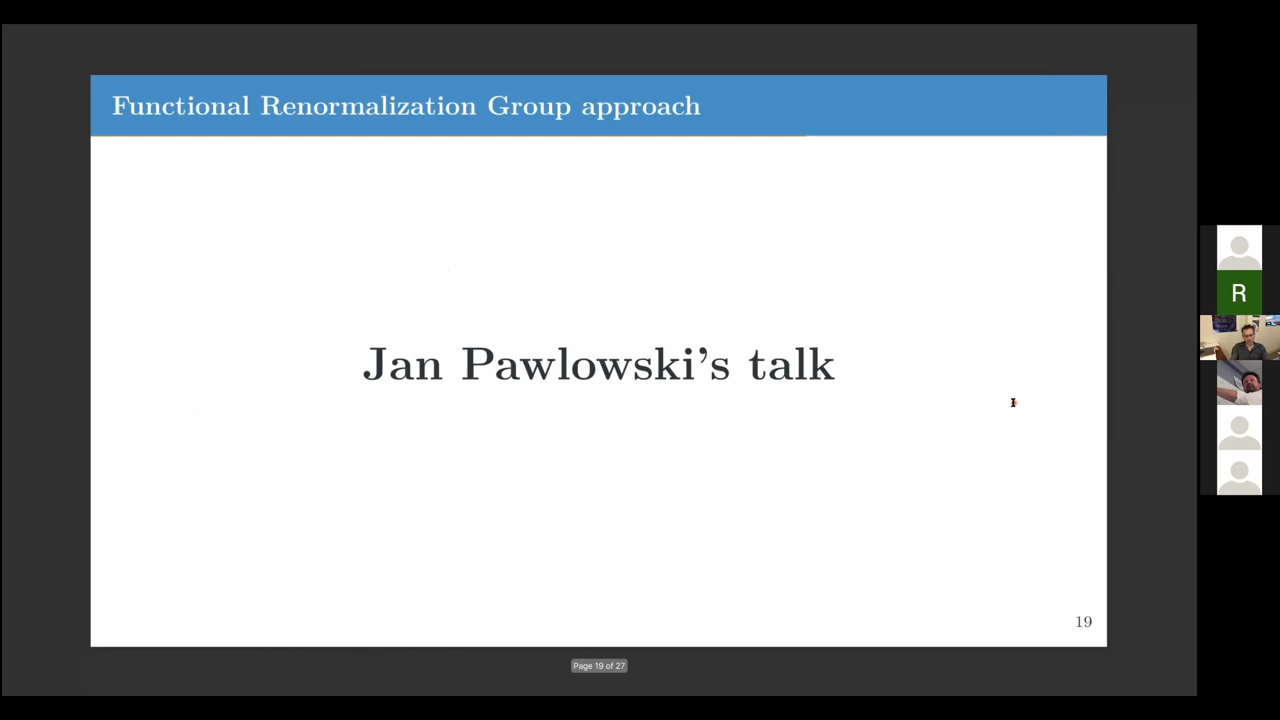 Functional Renormalization Group approach
Jan Pawlowski's talk
R
19
Page 19 of 27